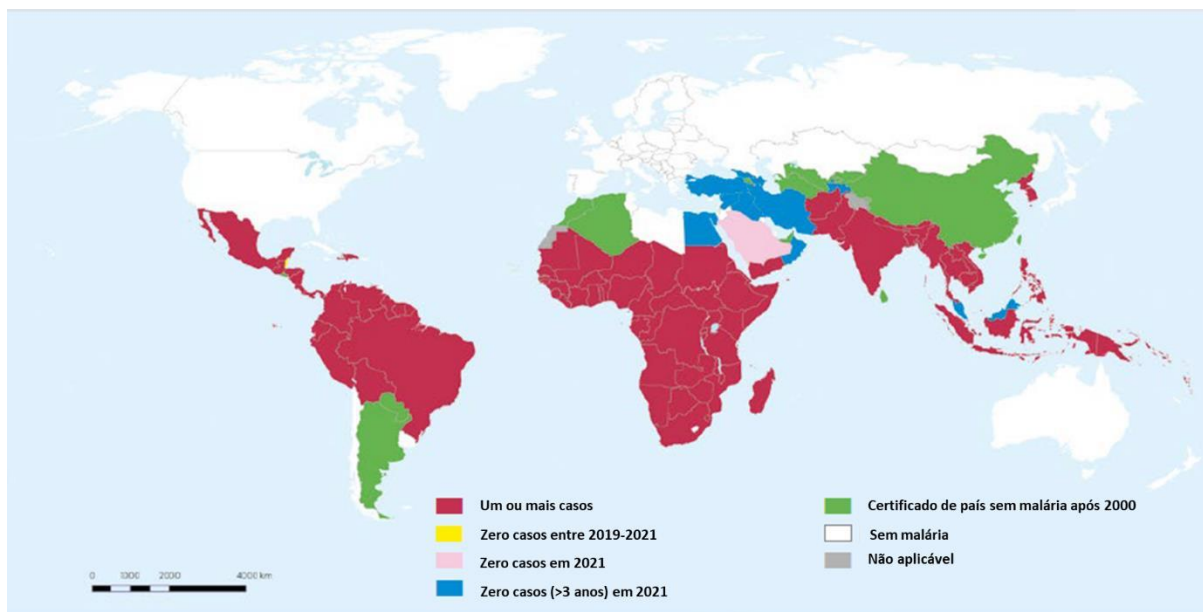 Um ou mais casos
Zero casos entre 2019-2021
Zero casos em 2021
Zero casos (>3 anos) em 2021
Certificado de país sem malária após 2000
Sem malária
Não aplicável
0 1000 2000 4000 km